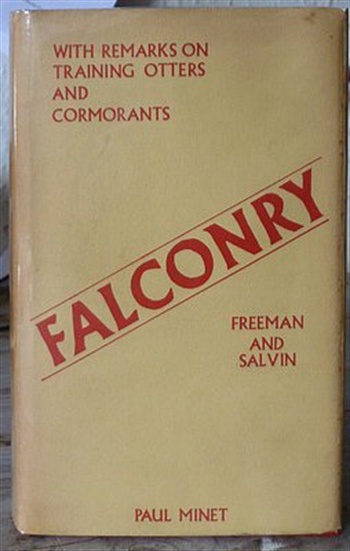 WITH REMARKS ON
TRAINING OTTERS
AND
CORMORANTS
FALCONRY
FREEMAN
AND
SALVIN
PAUL MINET